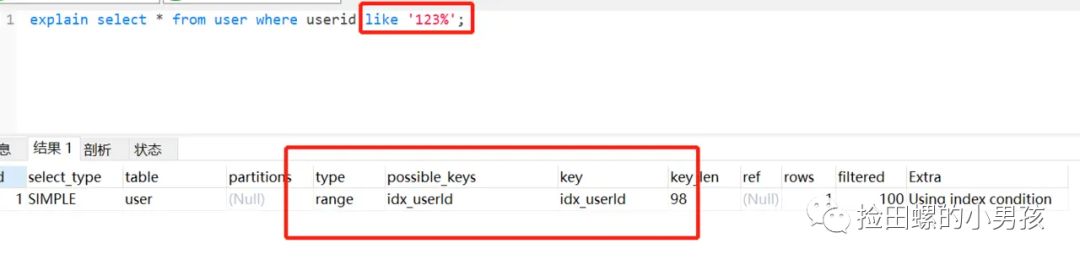 1 explain select * from user where userid like '123%';
息 结果 1 剖析 状态
d select_type table partitions type possible_keys key key_len ref rows filtered Extra
1 SIMPLE user (Null) range idx_userId idx_userId 98 (Null) 1 100 Using index condition
捡田螺的小男孩